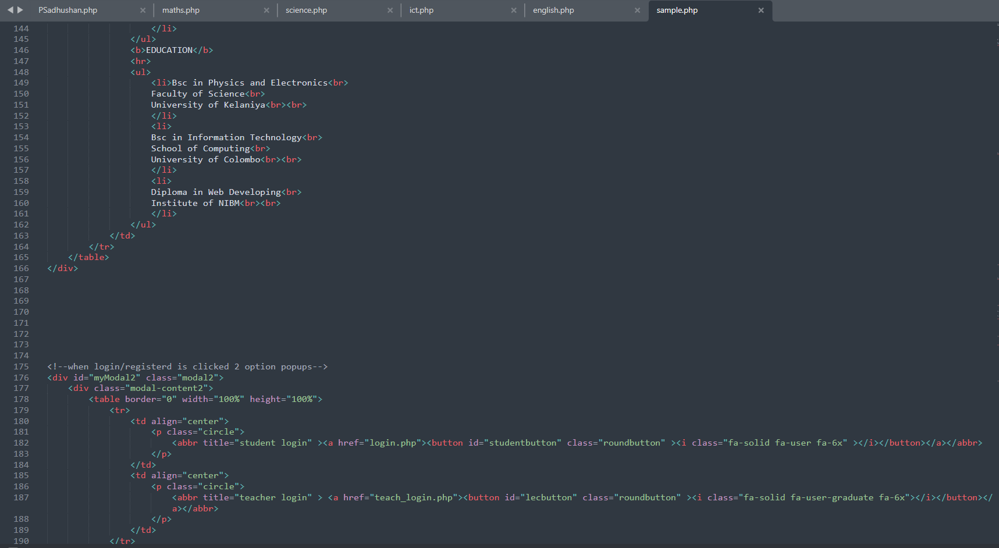 PSadhushan.php × maths.php × science.php × ict.php × english.php × sample.php ×
144 </li>
145 </ul>
146 <b>EDUCATION</b>
147 <hr>
148 <ul>
149 <li>Bsc in Physics and Electronics<br>
150 Faculty of Science<br>
151 University of Kelaniya<br><br>
152 </li>
153 <li>
154 Bsc in Information Technology<br>
155 School of Computing<br>
156 University of Colombo<br><br>
157 </li>
158 <li>
159 Diploma in Web Developing<br>
160 Institute of NIBM<br><br>
161 </li>
162 </ul>
163 </td>
164 </tr>
165 </table>
166 </div>
167
168
169
170
171
172
173
174
175 <!--when login/registerd is clicked 2 option popups-->
176 <div id="myModal2" class="modal2">
177 <div class="modal-content2">
178 <table border="0" width="100%" height="100%">
179 <tr>
180 <td align="center">
181 <p class="circle">
182 <abbr title="student login" ><a href="login.php"><button id="studentbutton" class="roundbutton" ><i class="fa-solid fa-user fa-6x" ></i></button></a></abbr>
183 </p>
184 </td>
185 <td align="center">
186 <p class="circle">
187 <abbr title="teacher login" > <a href="teach_login.php"><button id="lecbutton" class="roundbutton" ><i class="fa-solid fa-user-graduate fa-6x"></i></button></
a></abbr>
188 </p>
189 </td>
190 </tr>